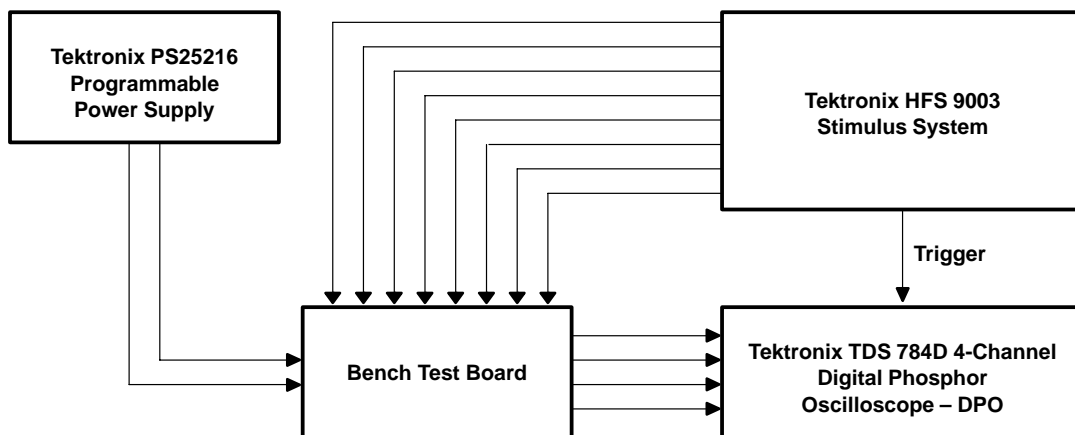 Tektronix PS25216
Programmable
Power Supply
Tektronix HFS 9003
Stimulus System
Trigger
Bench Test Board
Tektronix TDS 784D 4-Channel
Digital Phosphor
Oscilloscope – DPO